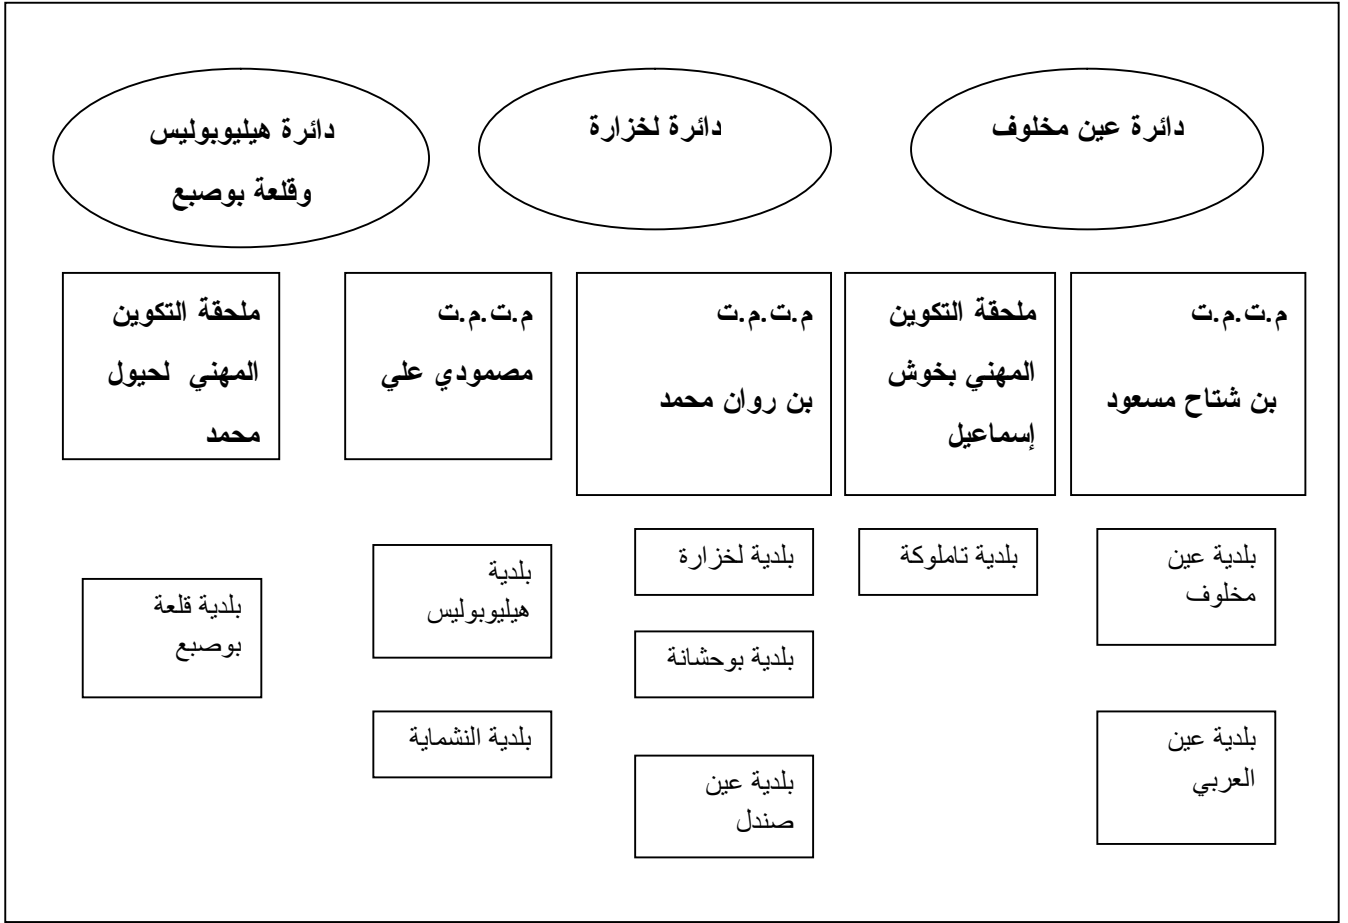 دائرة عين مخلوف
دائرة لخزارة
دائرة هيليوبوليس
وقلعة بوصبع
م.ت.م.ت
بن شتاح مسعود
ملحقة التكوين
المهني بخوش
إسماعيل
م.ت.م.ت
بن روان محمد
م.ت.م.ت
مصمودي علي
ملحقة التكوين
المهني لحيول
محمد
بلدية عين
مخلوف
بلدية عين
العربي
بلدية تاملوكة
بلدية لخزارة
بلدية بوحشانة
بلدية عين
صندل
بلدية
هيليوبوليس
بلدية النشماية
بلدية قلعة
بوصبع